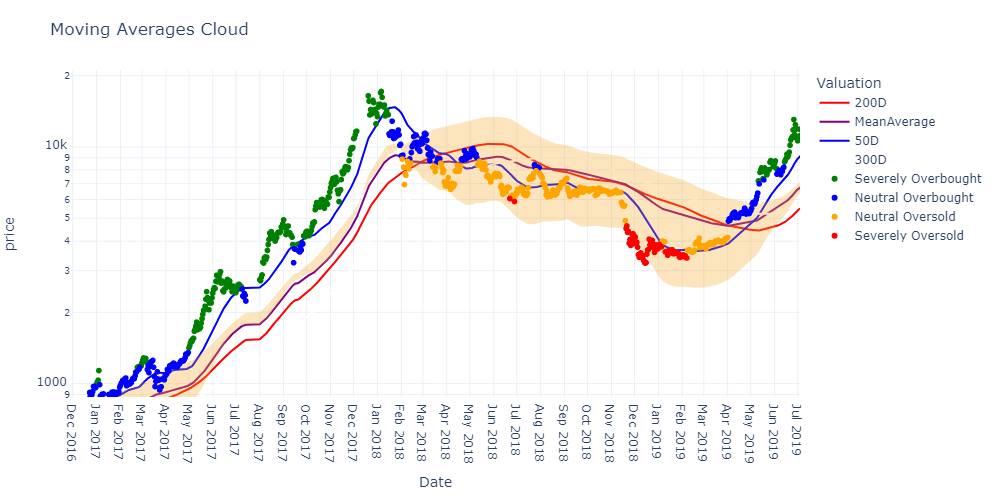 Moving Averages Cloud
price
2
10k
9
8
7
6
5
4
3
2
1000
9
Dec 2016
Jan 2017
Feb 2017
Mar 2017
Apr 2017
May 2017
Jun 2017
Jul 2017
Aug 2017
Sep 2017
Oct 2017
Nov 2017
Dec 2017
Jan 2018
Feb 2018
Mar 2018
Apr 2018
May 2018
Jun 2018
Jul 2018
Aug 2018
Sep 2018
Oct 2018
Nov 2018
Dec 2018
Jan 2019
Feb 2019
Mar 2019
Apr 2019
May 2019
Jun 2019
Jul 2019
Date
Valuation
200D
MeanAverage
50D
300D
Severely Overbought
Neutral Overbought
Neutral Oversold
Severely Oversold